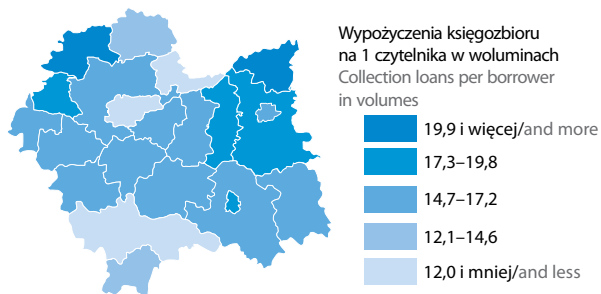 Wypożyczenia księgozbioru
na 1 czytelnika w woluminach
Collection loans per borrower
in volumes
19,9 i więcej/and more
17,3–19,8
14,7–17,2
12,1–14,6
12,0 i mniej/and less